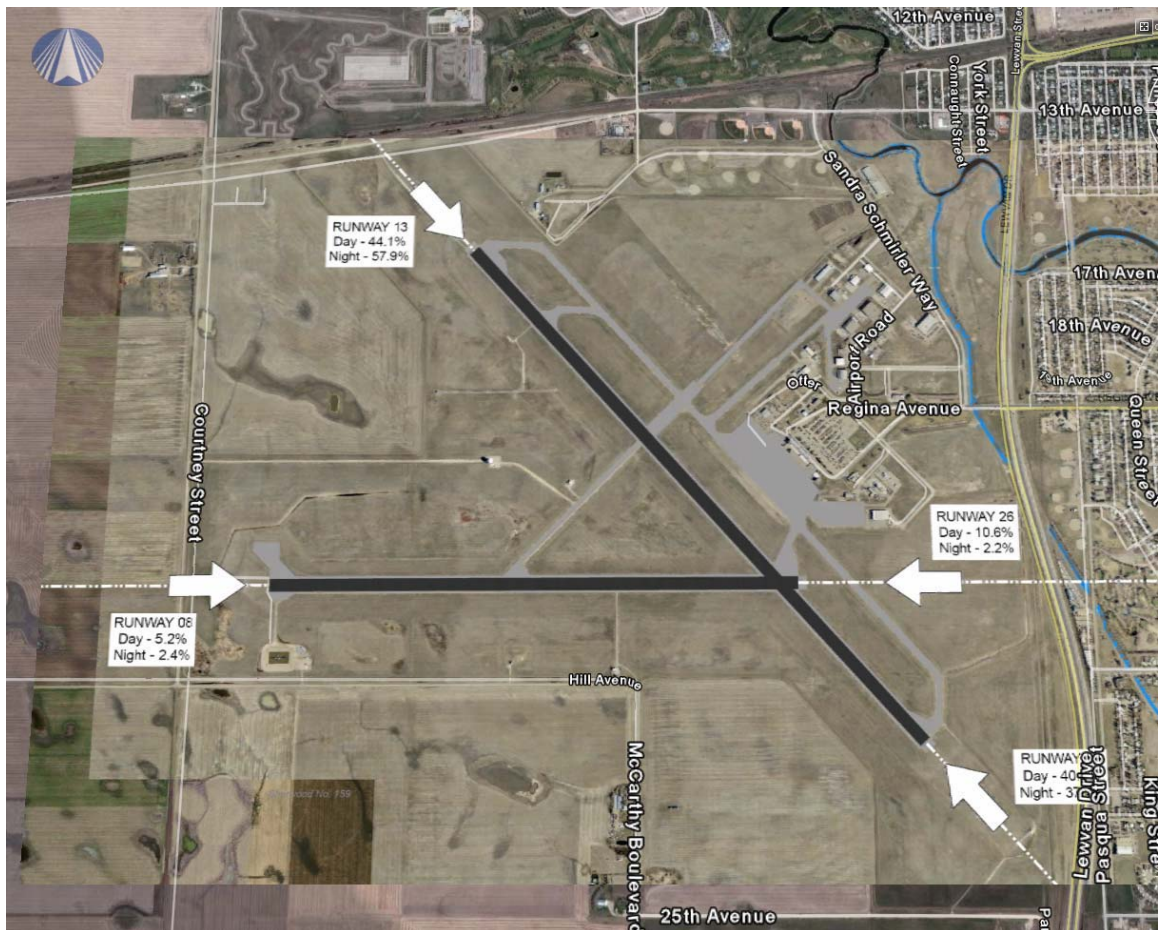 12th Avenue
Lewvan Street
York Street
Connaught Street
13th Avenue
Sandra Schmirler Way
RUNWAY 13
Day - 44.1%
Night - 57.9%
17th Aven
18th Avenue
Airport Road
Otter
Regina Avenue
Queen Street
Courtney Street
RUNWAY 26
Day - 10.6%
Night - 2.2%
RUNWAY 08
Day - 5.2%
Night - 2.4%
Hill Avenue
McCarthy Boulevard
RUNWAY
Day - 40
Night - 37
Lewvan Drive
Pasqua Street
King Stre
25th Avenue